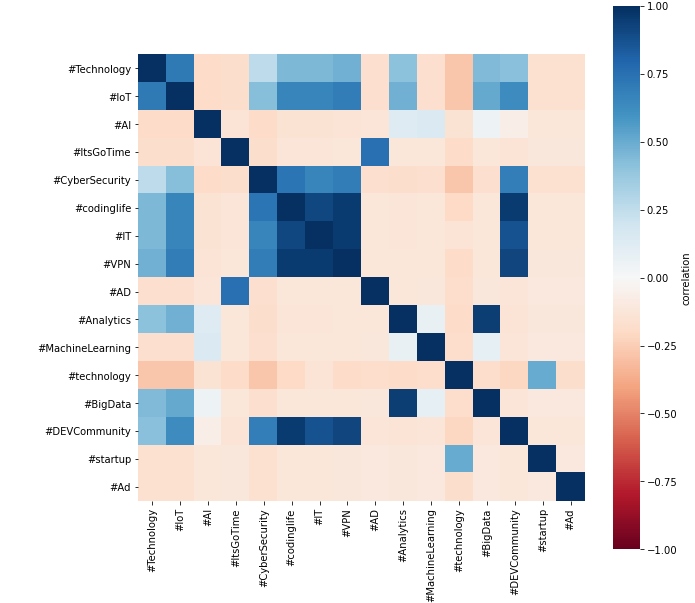 #Technology
#IoT
#AI
#ItsGoTime
#CyberSecurity
#codinglife
#IT
#VPN
#AD
#Analytics
#MachineLearning
#technology
#BigData
#DEVCommunity
#startup
#Ad
#Technology
#IoT
#AI
#ItsGoTime
#CyberSecurity
#codinglife
#IT
#VPN
#AD
#Analytics
#MachineLearning
#technology
#BigData
#DEVCommunity
#startup
#Ad
1.00
0.75
0.50
0.25
0.00
−0.25
−0.50
−0.75
−1.00
correlation